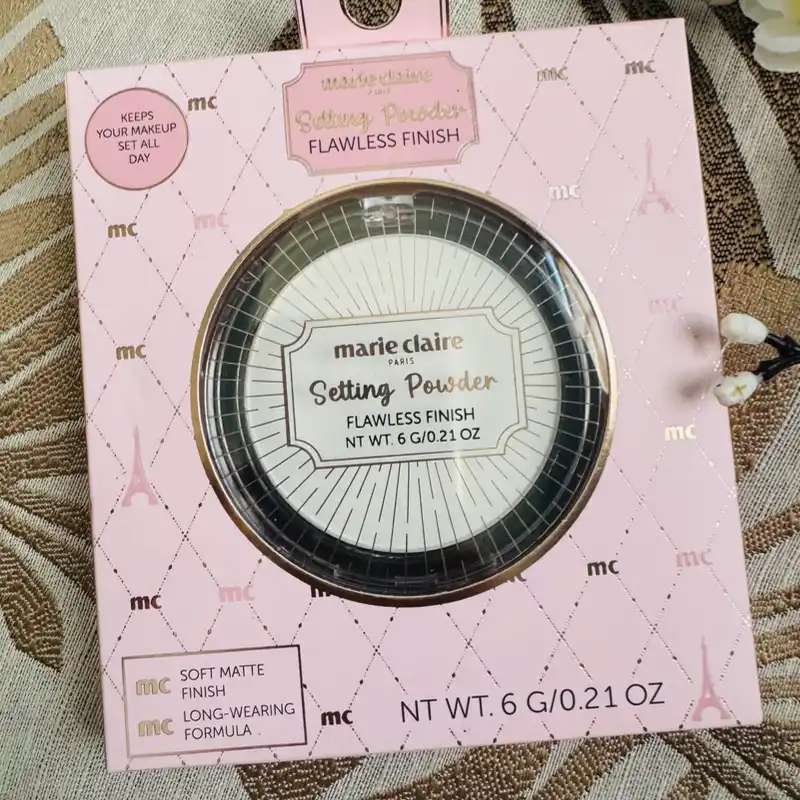 marie claire
PARIS
Setting Powder
FLAWLESS FINISH
KEEPS
YOUR MAKEUP
SET ALL
DAY
mc
mc
mc
mc
mc
mc
mc
mc
marie claire
PARIS
Setting Powder
FLAWLESS FINISH
NT WT. 6 G/0.21 OZ
mc
mc
mc
mc
mc
mc
SOFT MATTE
FINISH
mc
LONG-WEARING
FORMULA
mc
NT WT. 6 G/0.21 OZ